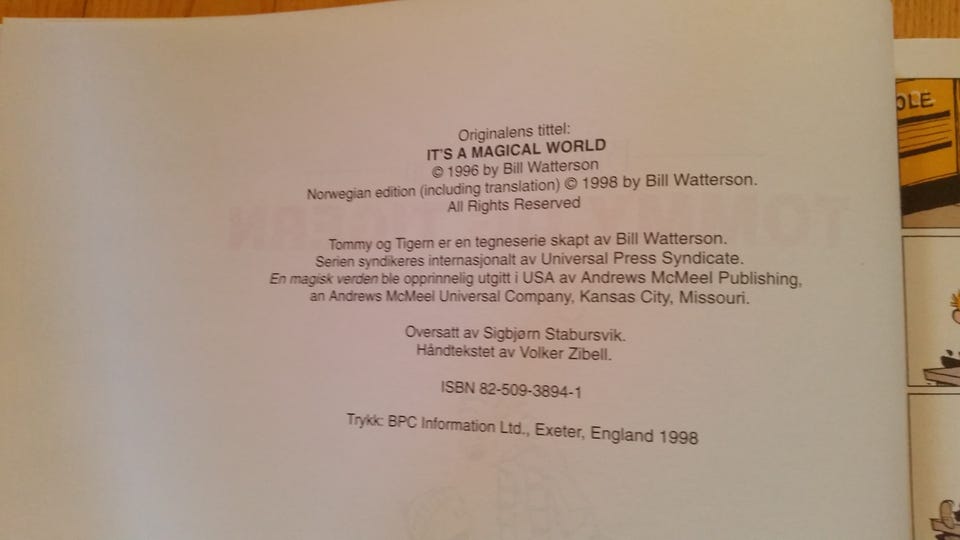 Originalens tittel:
IT'S A MAGICAL WORLD
© 1996 by Bill Watterson
Norwegian edition (including translation) © 1998 by Bill Watterson.
All Rights Reserved
Tommy og Tigern er en tegneserie skapt av Bill Watterson.
Serien syndikeres internasjonalt av Universal Press Syndicate.
En magisk verden ble opprinnelig utgitt i USA av Andrews McMeel Publishing,
an Andrews McMeel Universal Company, Kansas City, Missouri.
Oversatt av Sigbjørn Stabursvik.
Håndtekstet av Volker Zibell.
ISBN 82-509-3894-1
Trykk: BPC Information Ltd., Exeter, England 1998
OLE